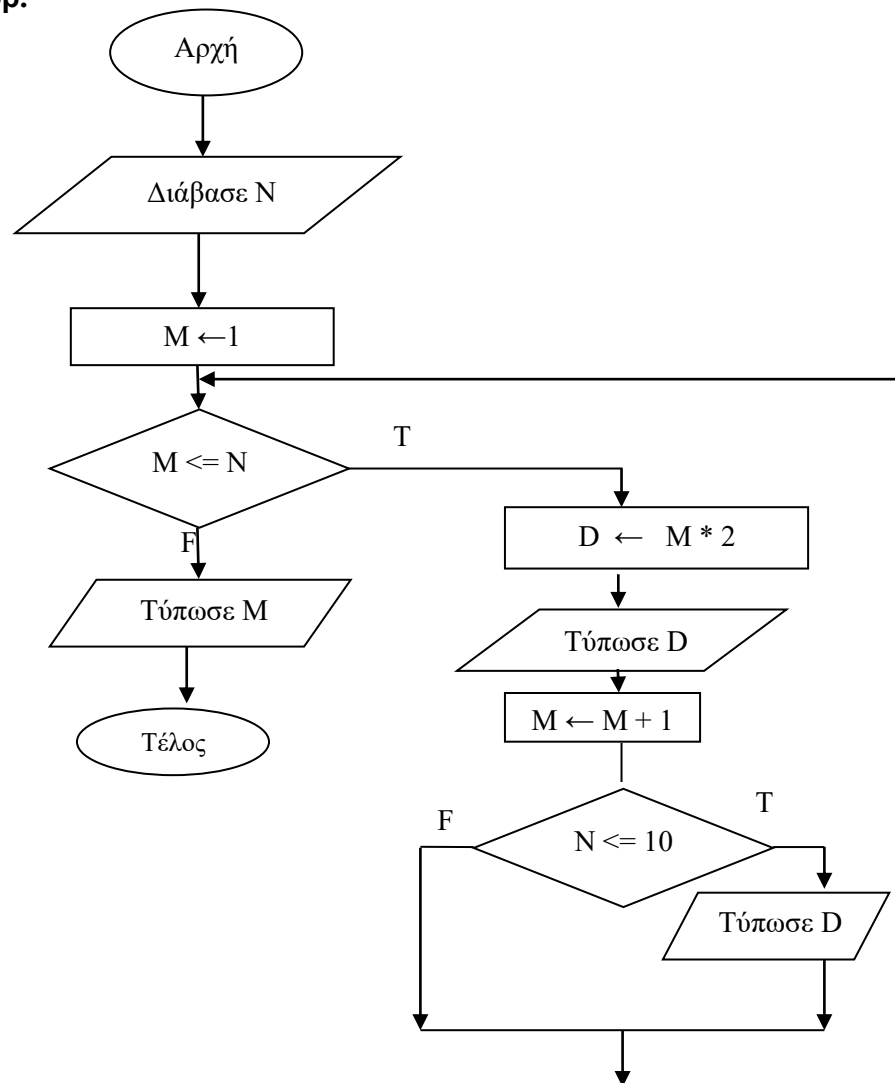 Αρχή
Διάβασε Ν
Μ ←1
Μ <= Ν
T
F
D ← M * 2
Τύπωσε Μ
Τύπωσε D
Μ ← Μ + 1
Τέλος
F
T
N <= 10
Τύπωσε D